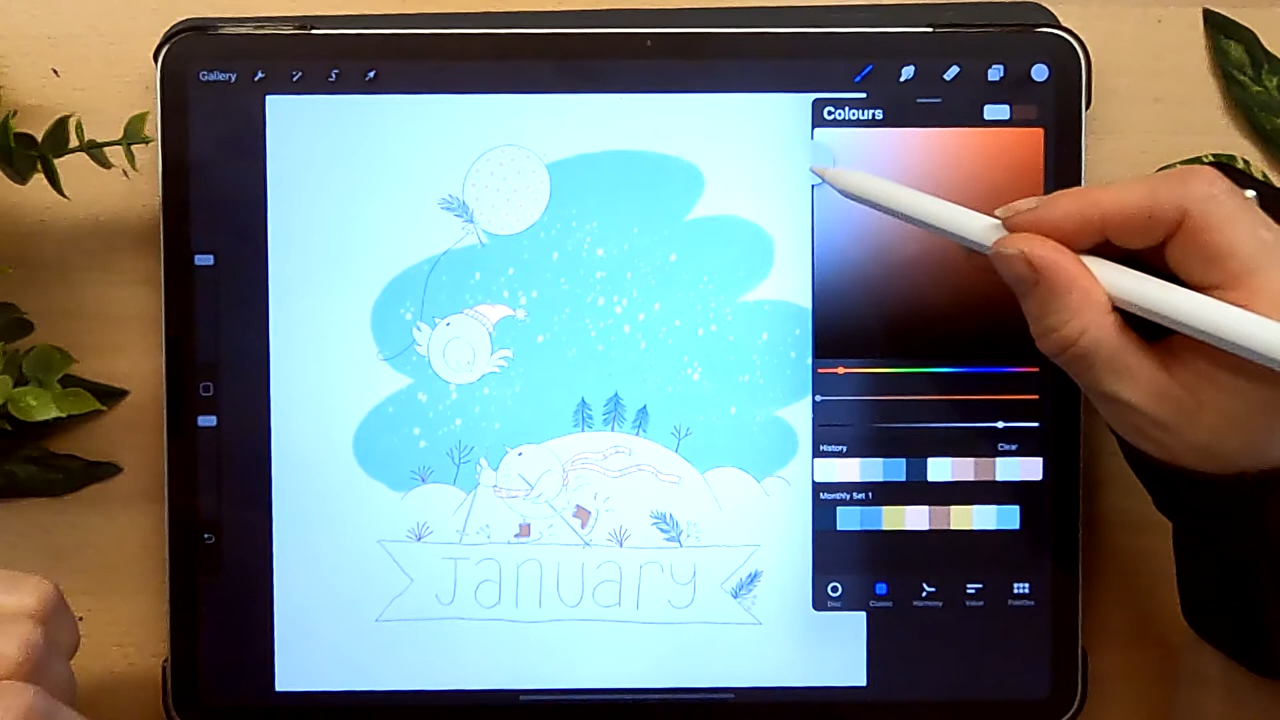 Gallery
Colours
History Clear
Monthly Set 1
Disc Classic Harmony Value Palettes
January